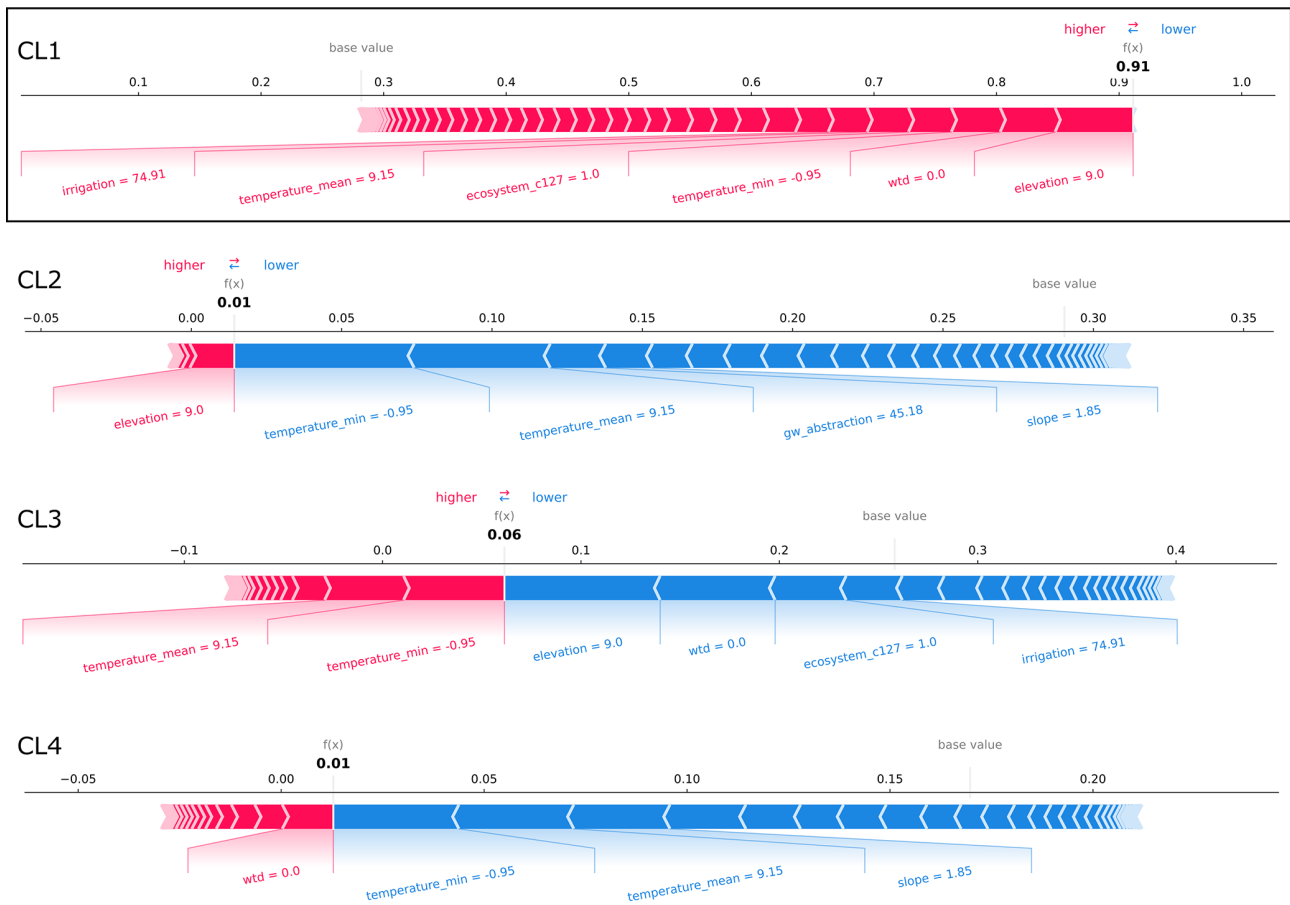 higher ⇄ lower
CL1
base value
f(x)
0.91
0.1 0.2 0.3 0.4 0.5 0.6 0.7 0.8 0.9 1.0
irrigation = 74.91 temperature_mean = 9.15 ecosystem_c127 = 1.0 temperature_min = -0.95 wtd = 0.0 elevation = 9.0
higher ⇄ lower
CL2
f(x)
base value
0.01
−0.05 0.00 0.05 0.10 0.15 0.20 0.25 0.30 0.35
elevation = 9.0 temperature_min = -0.95 temperature_mean = 9.15 gw_abstraction = 45.18 slope = 1.85
higher ⇄ lower
CL3
f(x)
base value
0.06
−0.1 0.0 0.1 0.2 0.3 0.4
temperature_mean = 9.15 temperature_min = -0.95 elevation = 9.0 wtd = 0.0 ecosystem_c127 = 1.0 irrigation = 74.91
CL4
f(x)
base value
0.01
−0.05 0.00 0.05 0.10 0.15 0.20
wtd = 0.0 temperature_min = -0.95 temperature_mean = 9.15 slope = 1.85